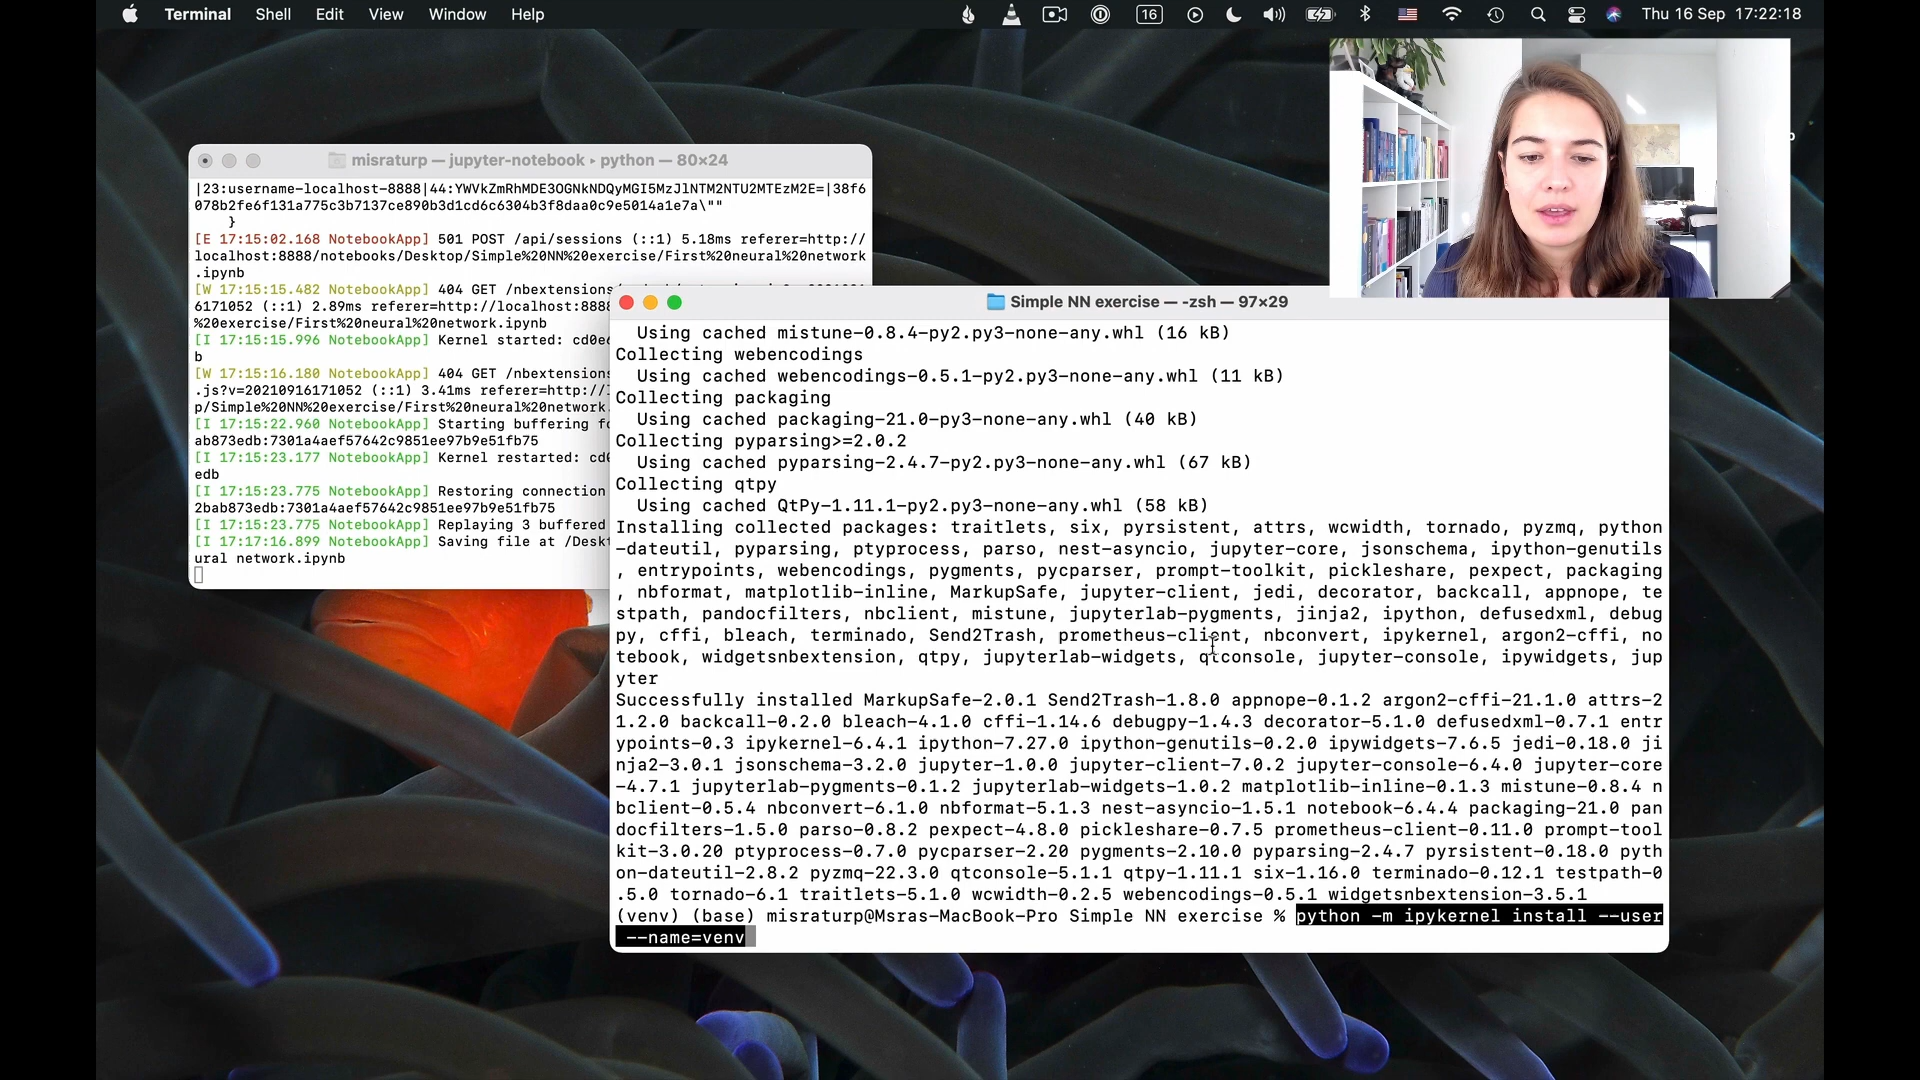 Terminal Shell Edit View Window Help 16 Thu 16 Sep 17:22:18
misraturp — jupyter-notebook ▸ python — 80×24
|23:username-localhost-8888|44:YWVkZmRhMDE3OGNkNDQyMGI5MzJlNTM2NTU2MTEzM2E=|38f6
078b2fe6f131a775c3b7137ce890b3d1cd6c6304b3f8daa0c9e5014a1e7a\""
}
[E 17:15:02.168 NotebookApp] 501 POST /api/sessions (::1) 5.18ms referer=http://
localhost:8888/notebooks/Desktop/Simple%20NN%20exercise/First%20neural%20network
.ipynb
[W 17:15:15.482 NotebookApp] 404 GET /nbextensions
6171052 (::1) 2.89ms referer=http://localhost:888
%20exercise/First%20neural%20network.ipynb
[I 17:15:15.996 NotebookApp] Kernel started: cd0e
b
[W 17:15:16.180 NotebookApp] 404 GET /nbextensions
.js?v=20210916171052 (::1) 3.41ms referer=http://
p/Simple%20NN%20exercise/First%20neural%20network.
[I 17:15:22.960 NotebookApp] Starting buffering fo
ab873edb:7301a4aef57642c9851ee97b9e51fb75
[I 17:15:23.177 NotebookApp] Kernel restarted: cd0
edb
[I 17:15:23.775 NotebookApp] Restoring connection
2bab873edb:7301a4aef57642c9851ee97b9e51fb75
[I 17:15:23.775 NotebookApp] Replaying 3 buffered
[I 17:17:16.899 NotebookApp] Saving file at /Deskt
ural network.ipynb
Simple NN exercise — -zsh — 97×29
Using cached mistune-0.8.4-py2.py3-none-any.whl (16 kB)
Collecting webencodings
Using cached webencodings-0.5.1-py2.py3-none-any.whl (11 kB)
Collecting packaging
Using cached packaging-21.0-py3-none-any.whl (40 kB)
Collecting pyparsing>=2.0.2
Using cached pyparsing-2.4.7-py2.py3-none-any.whl (67 kB)
Collecting qtpy
Using cached QtPy-1.11.1-py2.py3-none-any.whl (58 kB)
Installing collected packages: traitlets, six, pyrsistent, attrs, wcwidth, tornado, pyzmq, python
-dateutil, pyparsing, ptyprocess, parso, nest-asyncio, jupyter-core, jsonschema, ipython-genutils
, entrypoints, webencodings, pygments, pycparser, prompt-toolkit, pickleshare, pexpect, packaging
, nbformat, matplotlib-inline, MarkupSafe, jupyter-client, jedi, decorator, backcall, appnope, te
stpath, pandocfilters, nbclient, mistune, jupyterlab-pygments, jinja2, ipython, defusedxml, debug
py, cffi, bleach, terminado, Send2Trash, prometheus-client, nbconvert, ipykernel, argon2-cffi, no
tebook, widgetsnbextension, qtpy, jupyterlab-widgets, qtconsole, jupyter-console, ipywidgets, jup
yter
Successfully installed MarkupSafe-2.0.1 Send2Trash-1.8.0 appnope-0.1.2 argon2-cffi-21.1.0 attrs-2
1.2.0 backcall-0.2.0 bleach-4.1.0 cffi-1.14.6 debugpy-1.4.3 decorator-5.1.0 defusedxml-0.7.1 entr
ypoints-0.3 ipykernel-6.4.1 ipython-7.27.0 ipython-genutils-0.2.0 ipywidgets-7.6.5 jedi-0.18.0 ji
nja2-3.0.1 jsonschema-3.2.0 jupyter-1.0.0 jupyter-client-7.0.2 jupyter-console-6.4.0 jupyter-core
-4.7.1 jupyterlab-pygments-0.1.2 jupyterlab-widgets-1.0.2 matplotlib-inline-0.1.3 mistune-0.8.4 n
bclient-0.5.4 nbconvert-6.1.0 nbformat-5.1.3 nest-asyncio-1.5.1 notebook-6.4.4 packaging-21.0 pan
docfilters-1.5.0 parso-0.8.2 pexpect-4.8.0 pickleshare-0.7.5 prometheus-client-0.11.0 prompt-tool
kit-3.0.20 ptyprocess-0.7.0 pycparser-2.20 pygments-2.10.0 pyparsing-2.4.7 pyrsistent-0.18.0 pyth
on-dateutil-2.8.2 pyzmq-22.3.0 qtconsole-5.1.1 qtpy-1.11.1 six-1.16.0 terminado-0.12.1 testpath-0
.5.0 tornado-6.1 traitlets-5.1.0 wcwidth-0.2.5 webencodings-0.5.1 widgetsnbextension-3.5.1
(venv) (base) misraturp@Msras-MacBook-Pro Simple NN exercise % python -m ipykernel install --user
--name=venv